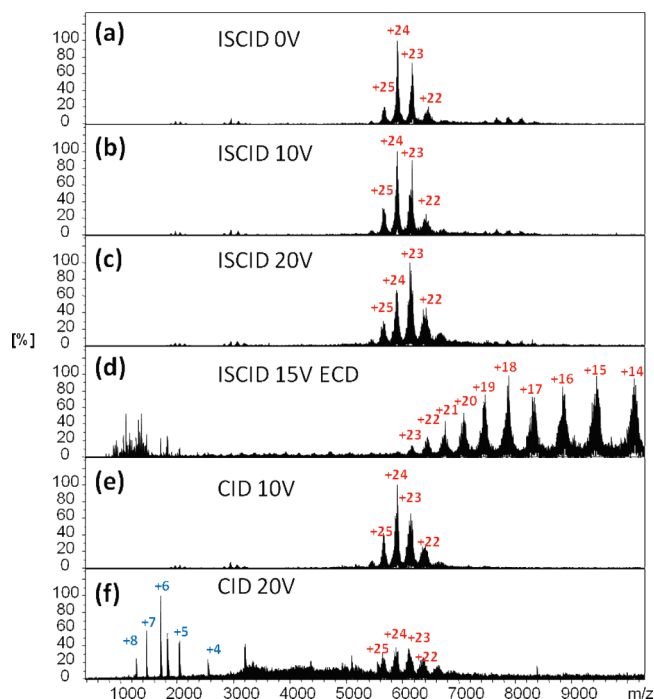 (a) ISCID 0V
100
80
60
40
20
0
+25 +24 +23 +22
(b) ISCID 10V
100
80
60
40
20
0
+25 +24 +23 +22
(c) ISCID 20V
100
80
60
40
20
0
+25 +24 +23 +22
[%]
(d) ISCID 15V ECD
100
80
60
40
20
0
+23 +22 +21 +20 +19 +18 +17 +16 +15 +14
(e) CID 10V
100
80
60
40
20
0
+25 +24 +23 +22
(f) CID 20V
100
80
60
40
20
0
+8 +7 +6 +5 +4 +25 +24 +23 +22
1000 2000 3000 4000 5000 6000 7000 8000 9000 m/z